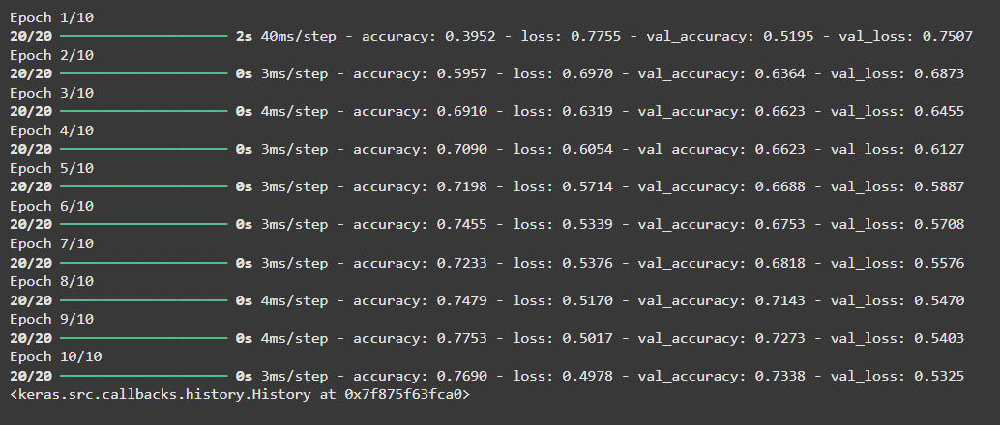 Epoch 1/10
20/20 ━━━━━━━━━━━━━━━━━━━━ 2s 40ms/step - accuracy: 0.3952 - loss: 0.7755 - val_accuracy: 0.5195 - val_loss: 0.7507
Epoch 2/10
20/20 ━━━━━━━━━━━━━━━━━━━━ 0s 3ms/step - accuracy: 0.5957 - loss: 0.6970 - val_accuracy: 0.6364 - val_loss: 0.6873
Epoch 3/10
20/20 ━━━━━━━━━━━━━━━━━━━━ 0s 4ms/step - accuracy: 0.6910 - loss: 0.6319 - val_accuracy: 0.6623 - val_loss: 0.6455
Epoch 4/10
20/20 ━━━━━━━━━━━━━━━━━━━━ 0s 3ms/step - accuracy: 0.7090 - loss: 0.6054 - val_accuracy: 0.6623 - val_loss: 0.6127
Epoch 5/10
20/20 ━━━━━━━━━━━━━━━━━━━━ 0s 3ms/step - accuracy: 0.7198 - loss: 0.5714 - val_accuracy: 0.6688 - val_loss: 0.5887
Epoch 6/10
20/20 ━━━━━━━━━━━━━━━━━━━━ 0s 3ms/step - accuracy: 0.7455 - loss: 0.5339 - val_accuracy: 0.6753 - val_loss: 0.5708
Epoch 7/10
20/20 ━━━━━━━━━━━━━━━━━━━━ 0s 3ms/step - accuracy: 0.7233 - loss: 0.5376 - val_accuracy: 0.6818 - val_loss: 0.5576
Epoch 8/10
20/20 ━━━━━━━━━━━━━━━━━━━━ 0s 4ms/step - accuracy: 0.7479 - loss: 0.5170 - val_accuracy: 0.7143 - val_loss: 0.5470
Epoch 9/10
20/20 ━━━━━━━━━━━━━━━━━━━━ 0s 4ms/step - accuracy: 0.7753 - loss: 0.5017 - val_accuracy: 0.7273 - val_loss: 0.5403
Epoch 10/10
20/20 ━━━━━━━━━━━━━━━━━━━━ 0s 3ms/step - accuracy: 0.7690 - loss: 0.4978 - val_accuracy: 0.7338 - val_loss: 0.5325
<keras.src.callbacks.history.History at 0x7f875f63fca0>